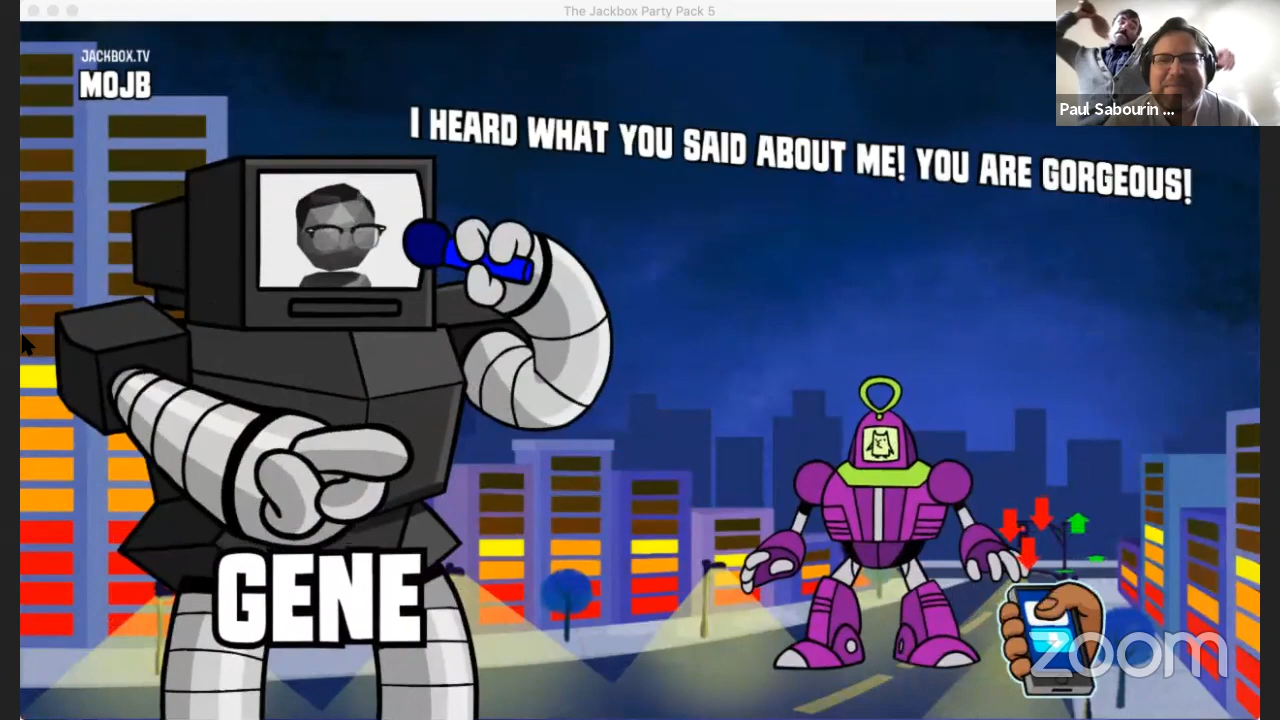 The Jackbox Party Pack 5
JACKBOX.TV
MOJB
I HEARD WHAT YOU SAID ABOUT ME! YOU ARE GORGEOUS!
Paul Sabourin ...
GENE
zoom